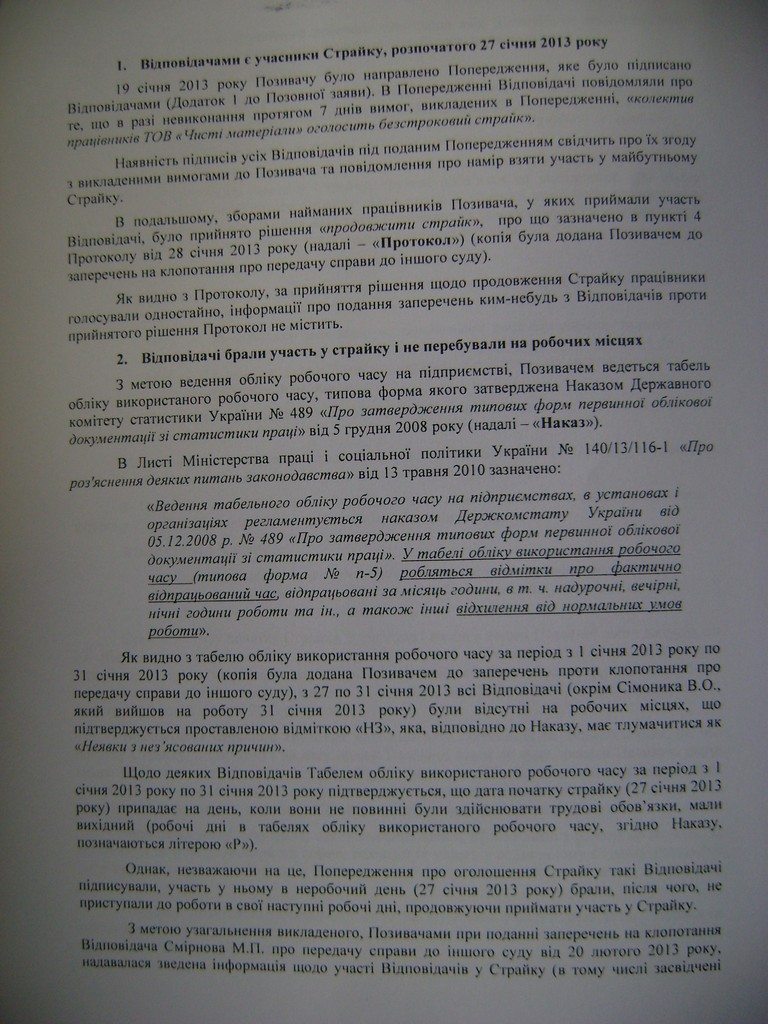 1. Відповідачами є учасники Страйку, розпочатого 27 січня 2013 року
19 січня 2013 року Позивачу було направлено Попередження, яке було підписано
Відповідачами (Додаток 1 до Позовної заяви). В Попередженні Відповідачі повідомляли про
те, що в разі невиконання протягом 7 днів вимог, викладених в Попередженні, «колектив
працівників ТОВ «Чисті матеріали» оголосить безстроковий страйк».
Наявність підписів усіх Відповідачів під поданим Попередженням свідчить про їх згоду
з викладеними вимогами до Позивача та повідомлення про намір взяти участь у майбутньому
Страйку.
В подальшому, зборами найманих працівників Позивача, у яких приймали участь
Відповідачі, було прийнято рішення «продовжити страйк», про що зазначено в пункті 4
Протоколу від 28 січня 2013 року (надалі – «Протокол») (копія була додана Позивачем до
заперечень на клопотання про передачу справи до іншого суду).
Як видно з Протоколу, за прийняття рішення щодо продовження Страйку працівники
голосували одностайно, інформації про подання заперечень ким-небудь з Відповідачів проти
прийнятого рішення Протокол не містить.
2. Відповідачі брали участь у страйку і не перебували на робочих місцях
З метою ведення обліку робочого часу на підприємстві, Позивачем ведеться табель
обліку використаного робочого часу, типова форма якого затверджена Наказом Державного
комітету статистики України № 489 «Про затвердження типових форм первинної облікової
документації зі статистики праці» від 5 грудня 2008 року (надалі – «Наказ»).
В Листі Міністерства праці і соціальної політики України № 140/13/116-1 «Про
роз'яснення деяких питань законодавства» від 13 травня 2010 зазначено:
«Ведення табельного обліку робочого часу на підприємствах, в установах і
організаціях регламентується наказом Держкомстату України від
05.12.2008 р. № 489 «Про затвердження типових форм первинної облікової
документації зі статистики праці». У табелі обліку використання робочого
часу (типова форма № п-5) робляться відмітки про фактично
відпрацьований час, відпрацьовані за місяць години, в т. ч. надурочні, вечірні,
нічні години роботи та ін., а також інші відхилення від нормальних умов
роботи».
Як видно з табелю обліку використання робочого часу за період з 1 січня 2013 року по
31 січня 2013 року (копія була додана Позивачем до заперечень проти клопотання про
передачу справи до іншого суду), з 27 по 31 січня 2013 всі Відповідачі (окрім Сімоника В.О.,
який вийшов на роботу 31 січня 2013 року) були відсутні на робочих місцях, що
підтверджується проставленою відміткою «НЗ», яка, відповідно до Наказу, має тлумачитися як
«Неявки з нез'ясованих причин».
Щодо деяких Відповідачів Табелем обліку використаного робочого часу за період з 1
січня 2013 року по 31 січня 2013 року підтверджується, що дата початку страйку (27 січня 2013
року) припадає на день, коли вони не повинні були здійснювати трудові обов'язки, мали
вихідний (робочі дні в табелях обліку використаного робочого часу, згідно Наказу,
позначаються літерою «Р»).
Однак, незважаючи на це, Попередження про оголошення Страйку такі Відповідачі
підписували, участь у ньому в неробочий день (27 січня 2013 року) брали, після чого, не
приступали до роботи в свої наступні робочі дні, продовжуючи приймати участь у Страйку.
З метою узагальнення викладеного, Позивачами при поданні заперечень на клопотання
Відповідача Смірнова М.П. про передачу справи до іншого суду від 20 лютого 2013 року,
надавалася зведена інформація щодо участі Відповідачів у Страйку (в тому числі засвідчені